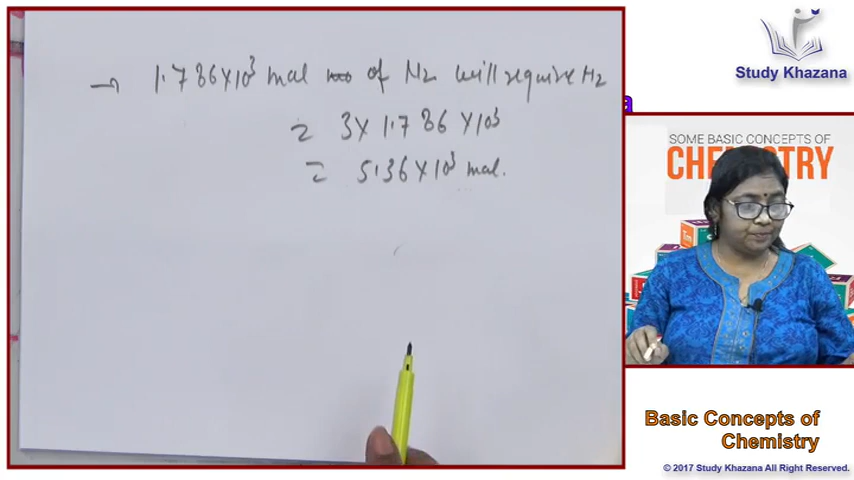 → 1.786×10³ mol of N₂ will require H₂
= 3× 1.786 ×10³
= 5.36×10³ mol.
Study Khazana
SOME BASIC CONCEPTS OF
CHEMISTRY
Basic Concepts of
Chemistry
© 2017 Study Khazana All Right Reserved.